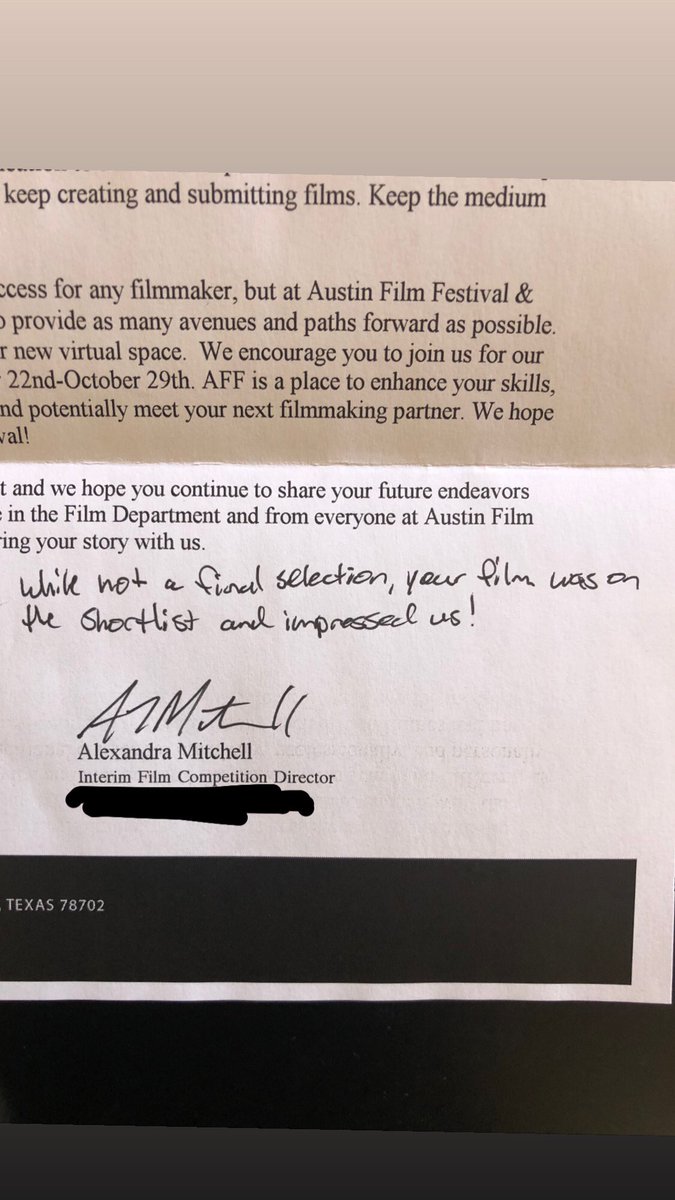 keep creating and submitting films. Keep the medium
ccess for any filmmaker, but at Austin Film Festival &
o provide as many avenues and paths forward as possible.
r new virtual space. We encourage you to join us for our
22nd-October 29th. AFF is a place to enhance your skills,
nd potentially meet your next filmmaking partner. We hope
val!
t and we hope you continue to share your future endeavors
e in the Film Department and from everyone at Austin Film
ring your story with us.
while not a final selection, your film was on
the shortlist and impressed us!
Alexandra Mitchell
Interim Film Competition Director
, TEXAS 78702